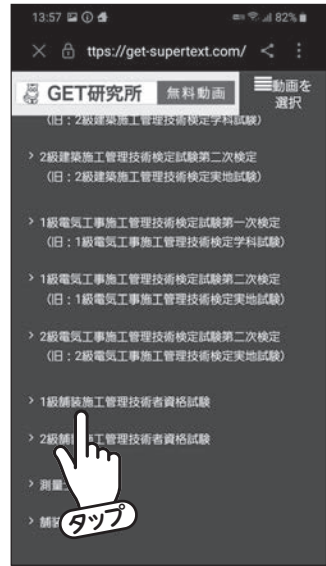 13:57
82%
ttps://get-supertext.com/
GET研究所 無料動画
動画を
選択
(旧：2級建築施工管理技術検定学科試験)
> 2級建築施工管理技術検定試験第二次検定
(旧：2級建築施工管理技術検定実地試験)
> 1級電気工事施工管理技術検定試験第一次検定
(旧：1級電気工事施工管理技術検定学科試験)
> 1級電気工事施工管理技術検定試験第二次検定
(旧：1級電気工事施工管理技術検定実地試験)
> 2級電気工事施工管理技術検定試験第二次検定
(旧：2級電気工事施工管理技術検定実地試験)
> 1級舗装施工管理技術者資格試験
> 2級舗 工管理技術者資格試験
> 測量
> 舗
タップ